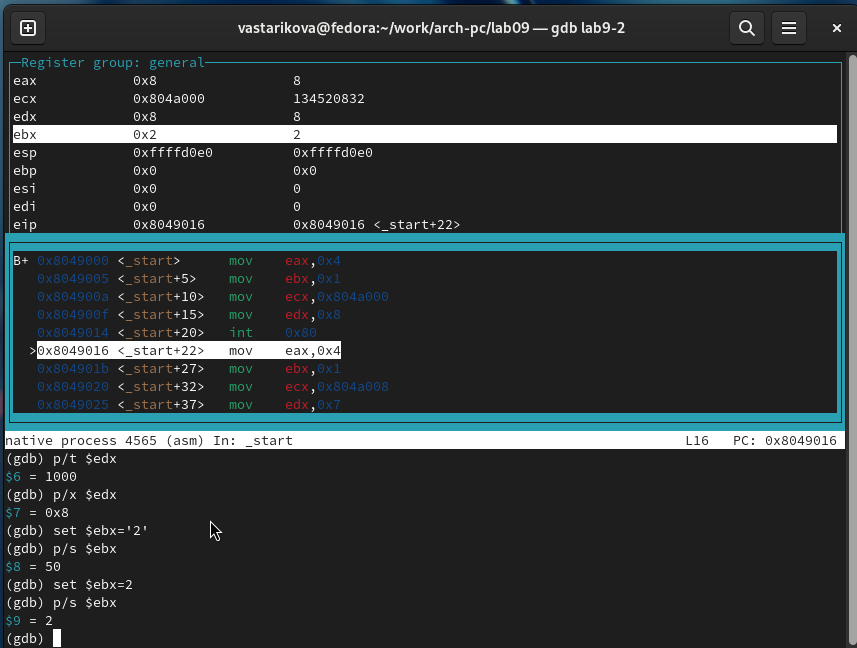 vastarikova@fedora:~/work/arch-pc/lab09 — gdb lab9-2
Register group: general
eax 0x8 8
ecx 0x804a000 134520832
edx 0x8 8
ebx 0x2 2
esp 0xffffd0e0 0xffffd0e0
ebp 0x0 0x0
esi 0x0 0
edi 0x0 0
eip 0x8049016 0x8049016 <_start+22>
B+ 0x8049000 <_start> mov eax,0x4
0x8049005 <_start+5> mov ebx,0x1
0x804900a <_start+10> mov ecx,0x804a000
0x804900f <_start+15> mov edx,0x8
0x8049014 <_start+20> int 0x80
>0x8049016 <_start+22> mov eax,0x4
0x804901b <_start+27> mov ebx,0x1
0x8049020 <_start+32> mov ecx,0x804a008
0x8049025 <_start+37> mov edx,0x7
native process 4565 (asm) In: _start L16 PC: 0x8049016
(gdb) p/t $edx
$6 = 1000
(gdb) p/x $edx
$7 = 0x8
(gdb) set $ebx='2'
(gdb) p/s $ebx
$8 = 50
(gdb) set $ebx=2
(gdb) p/s $ebx
$9 = 2
(gdb)